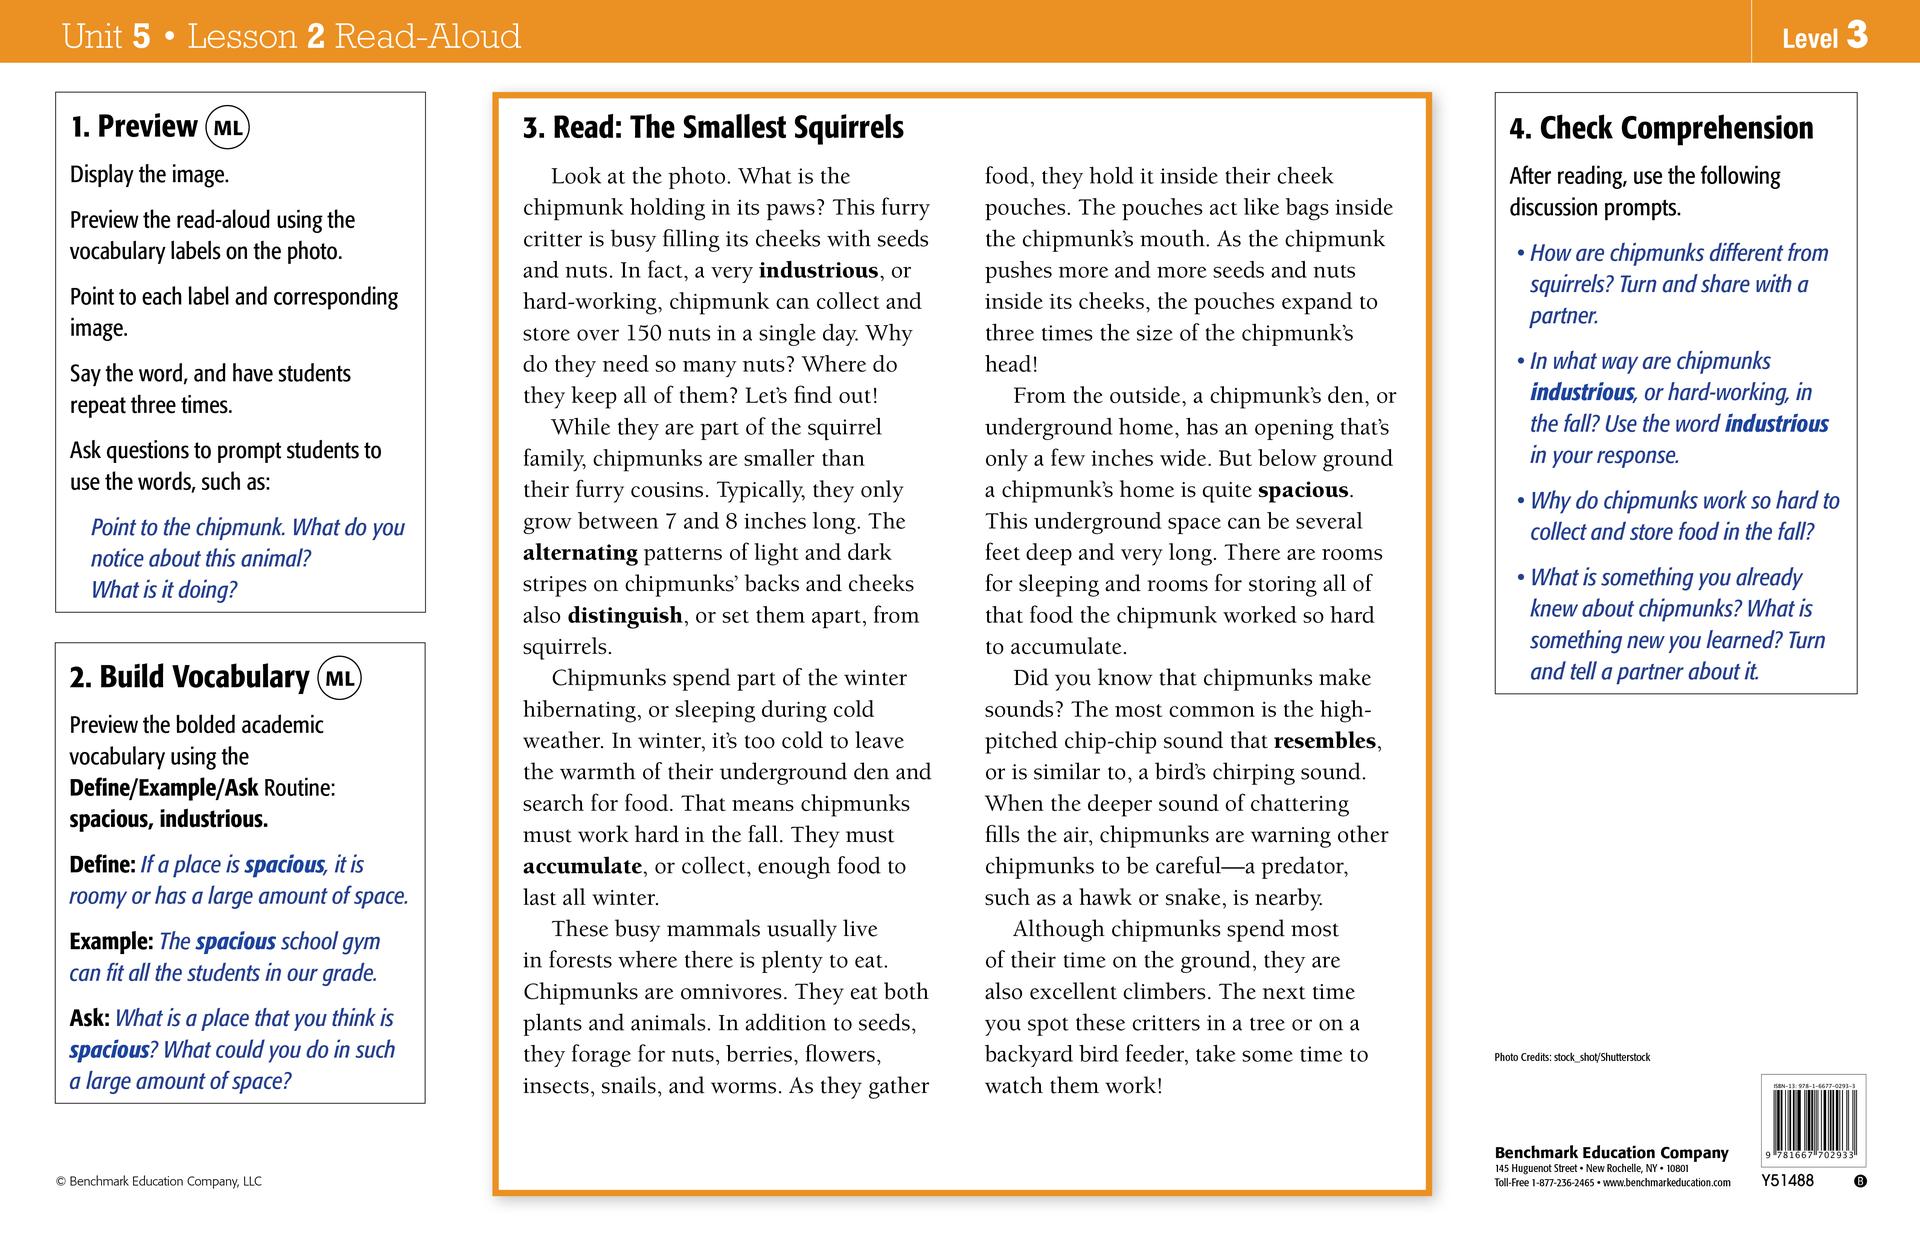 Unit 5 • Lesson 2 Read-Aloud
Level 3
1. Preview ML
Display the image.
Preview the read-aloud using the
vocabulary labels on the photo.
Point to each label and corresponding
image.
Say the word, and have students
repeat three times.
Ask questions to prompt students to
use the words, such as:
Point to the chipmunk. What do you
notice about this animal?
What is it doing?
2. Build Vocabulary ML
Preview the bolded academic
vocabulary using the
Define/Example/Ask Routine:
spacious, industrious.
Define: If a place is spacious, it is
roomy or has a large amount of space.
Example: The spacious school gym
can fit all the students in our grade.
Ask: What is a place that you think is
spacious? What could you do in such
a large amount of space?
© Benchmark Education Company, LLC
3. Read: The Smallest Squirrels
Look at the photo. What is the
chipmunk holding in its paws? This furry
critter is busy filling its cheeks with seeds
and nuts. In fact, a very industrious, or
hard-working, chipmunk can collect and
store over 150 nuts in a single day. Why
do they need so many nuts? Where do
they keep all of them? Let's find out!
While they are part of the squirrel
family, chipmunks are smaller than
their furry cousins. Typically, they only
grow between 7 and 8 inches long. The
alternating patterns of light and dark
stripes on chipmunks' backs and cheeks
also distinguish, or set them apart, from
squirrels.
Chipmunks spend part of the winter
hibernating, or sleeping during cold
weather. In winter, it's too cold to leave
the warmth of their underground den and
search for food. That means chipmunks
must work hard in the fall. They must
accumulate, or collect, enough food to
last all winter.
These busy mammals usually live
in forests where there is plenty to eat.
Chipmunks are omnivores. They eat both
plants and animals. In addition to seeds,
they forage for nuts, berries, flowers,
insects, snails, and worms. As they gather
food, they hold it inside their cheek
pouches. The pouches act like bags inside
the chipmunk's mouth. As the chipmunk
pushes more and more seeds and nuts
inside its cheeks, the pouches expand to
three times the size of the chipmunk's
head!
From the outside, a chipmunk's den, or
underground home, has an opening that's
only a few inches wide. But below ground
a chipmunk's home is quite spacious.
This underground space can be several
feet deep and very long. There are rooms
for sleeping and rooms for storing all of
that food the chipmunk worked so hard
to accumulate.
Did you know that chipmunks make
sounds? The most common is the high-
pitched chip-chip sound that resembles,
or is similar to, a bird's chirping sound.
When the deeper sound of chattering
fills the air, chipmunks are warning other
chipmunks to be careful—a predator,
such as a hawk or snake, is nearby.
Although chipmunks spend most
of their time on the ground, they are
also excellent climbers. The next time
you spot these critters in a tree or on a
backyard bird feeder, take some time to
watch them work!
4. Check Comprehension
After reading, use the following
discussion prompts.
• How are chipmunks different from
squirrels? Turn and share with a
partner.
• In what way are chipmunks
industrious, or hard-working, in
the fall? Use the word industrious
in your response.
• Why do chipmunks work so hard to
collect and store food in the fall?
• What is something you already
knew about chipmunks? What is
something new you learned? Turn
and tell a partner about it.
Photo Credits: stock_shot/Shutterstock
Benchmark Education Company
145 Huguenot Street • New Rochelle, NY • 10801
Toll-Free 1-877-236-2465 • www.benchmarkeducation.com
ISBN-13: 978-1-6677-0293-3
9 781667 702933
Y51488
B